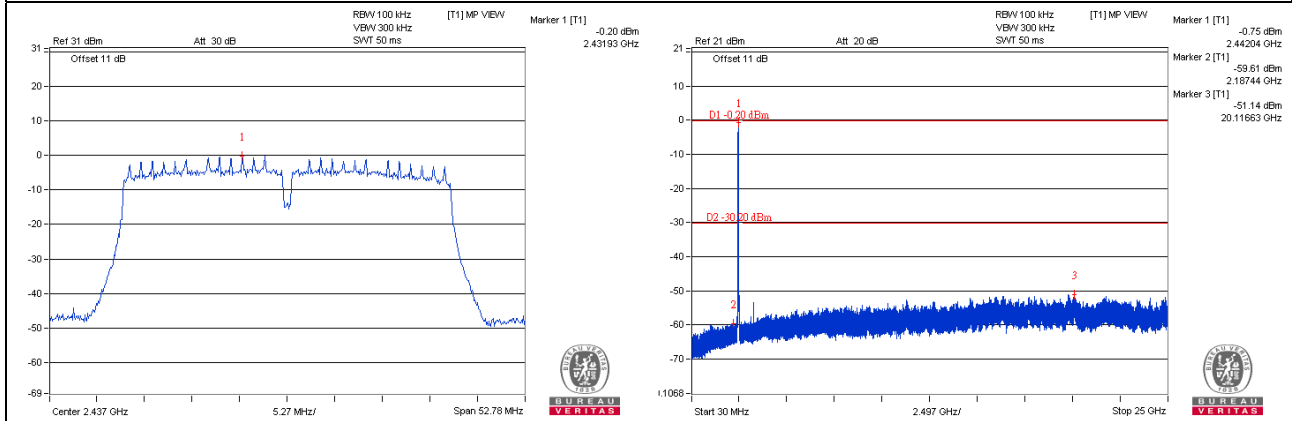 RBW 100 kHz [T1] MP VIEW
VBW 300 kHz
Ref 31 dBm Att 30 dB SWT 50 ms
Marker 1 [T1]
-0.20 dBm
2.43193 GHz
31
Offset 11 dB
20
10
1
0
-10
-20
-30
-40
-50
-60
-69
Center 2.437 GHz 5.27 MHz/ Span 52.78 MHz
BUREAU VERITAS
1828
BUREAU
VERITAS
RBW 100 kHz [T1] MP VIEW
VBW 300 kHz
Ref 21 dBm Att 20 dB SWT 50 ms
Marker 1 [T1]
-0.75 dBm
2.44204 GHz
Marker 2 [T1]
-59.61 dBm
2.18744 GHz
Marker 3 [T1]
-51.14 dBm
20.11663 GHz
21
Offset 11 dB
10
1
D1 -0.20 dBm
0
-10
-20
D2 -30.20 dBm
-30
-40
3
-50
2
-60
-70
.1068
Start 30 MHz 2.497 GHz/ Stop 25 GHz
BUREAU VERITAS
1828
BUREAU
VERITAS